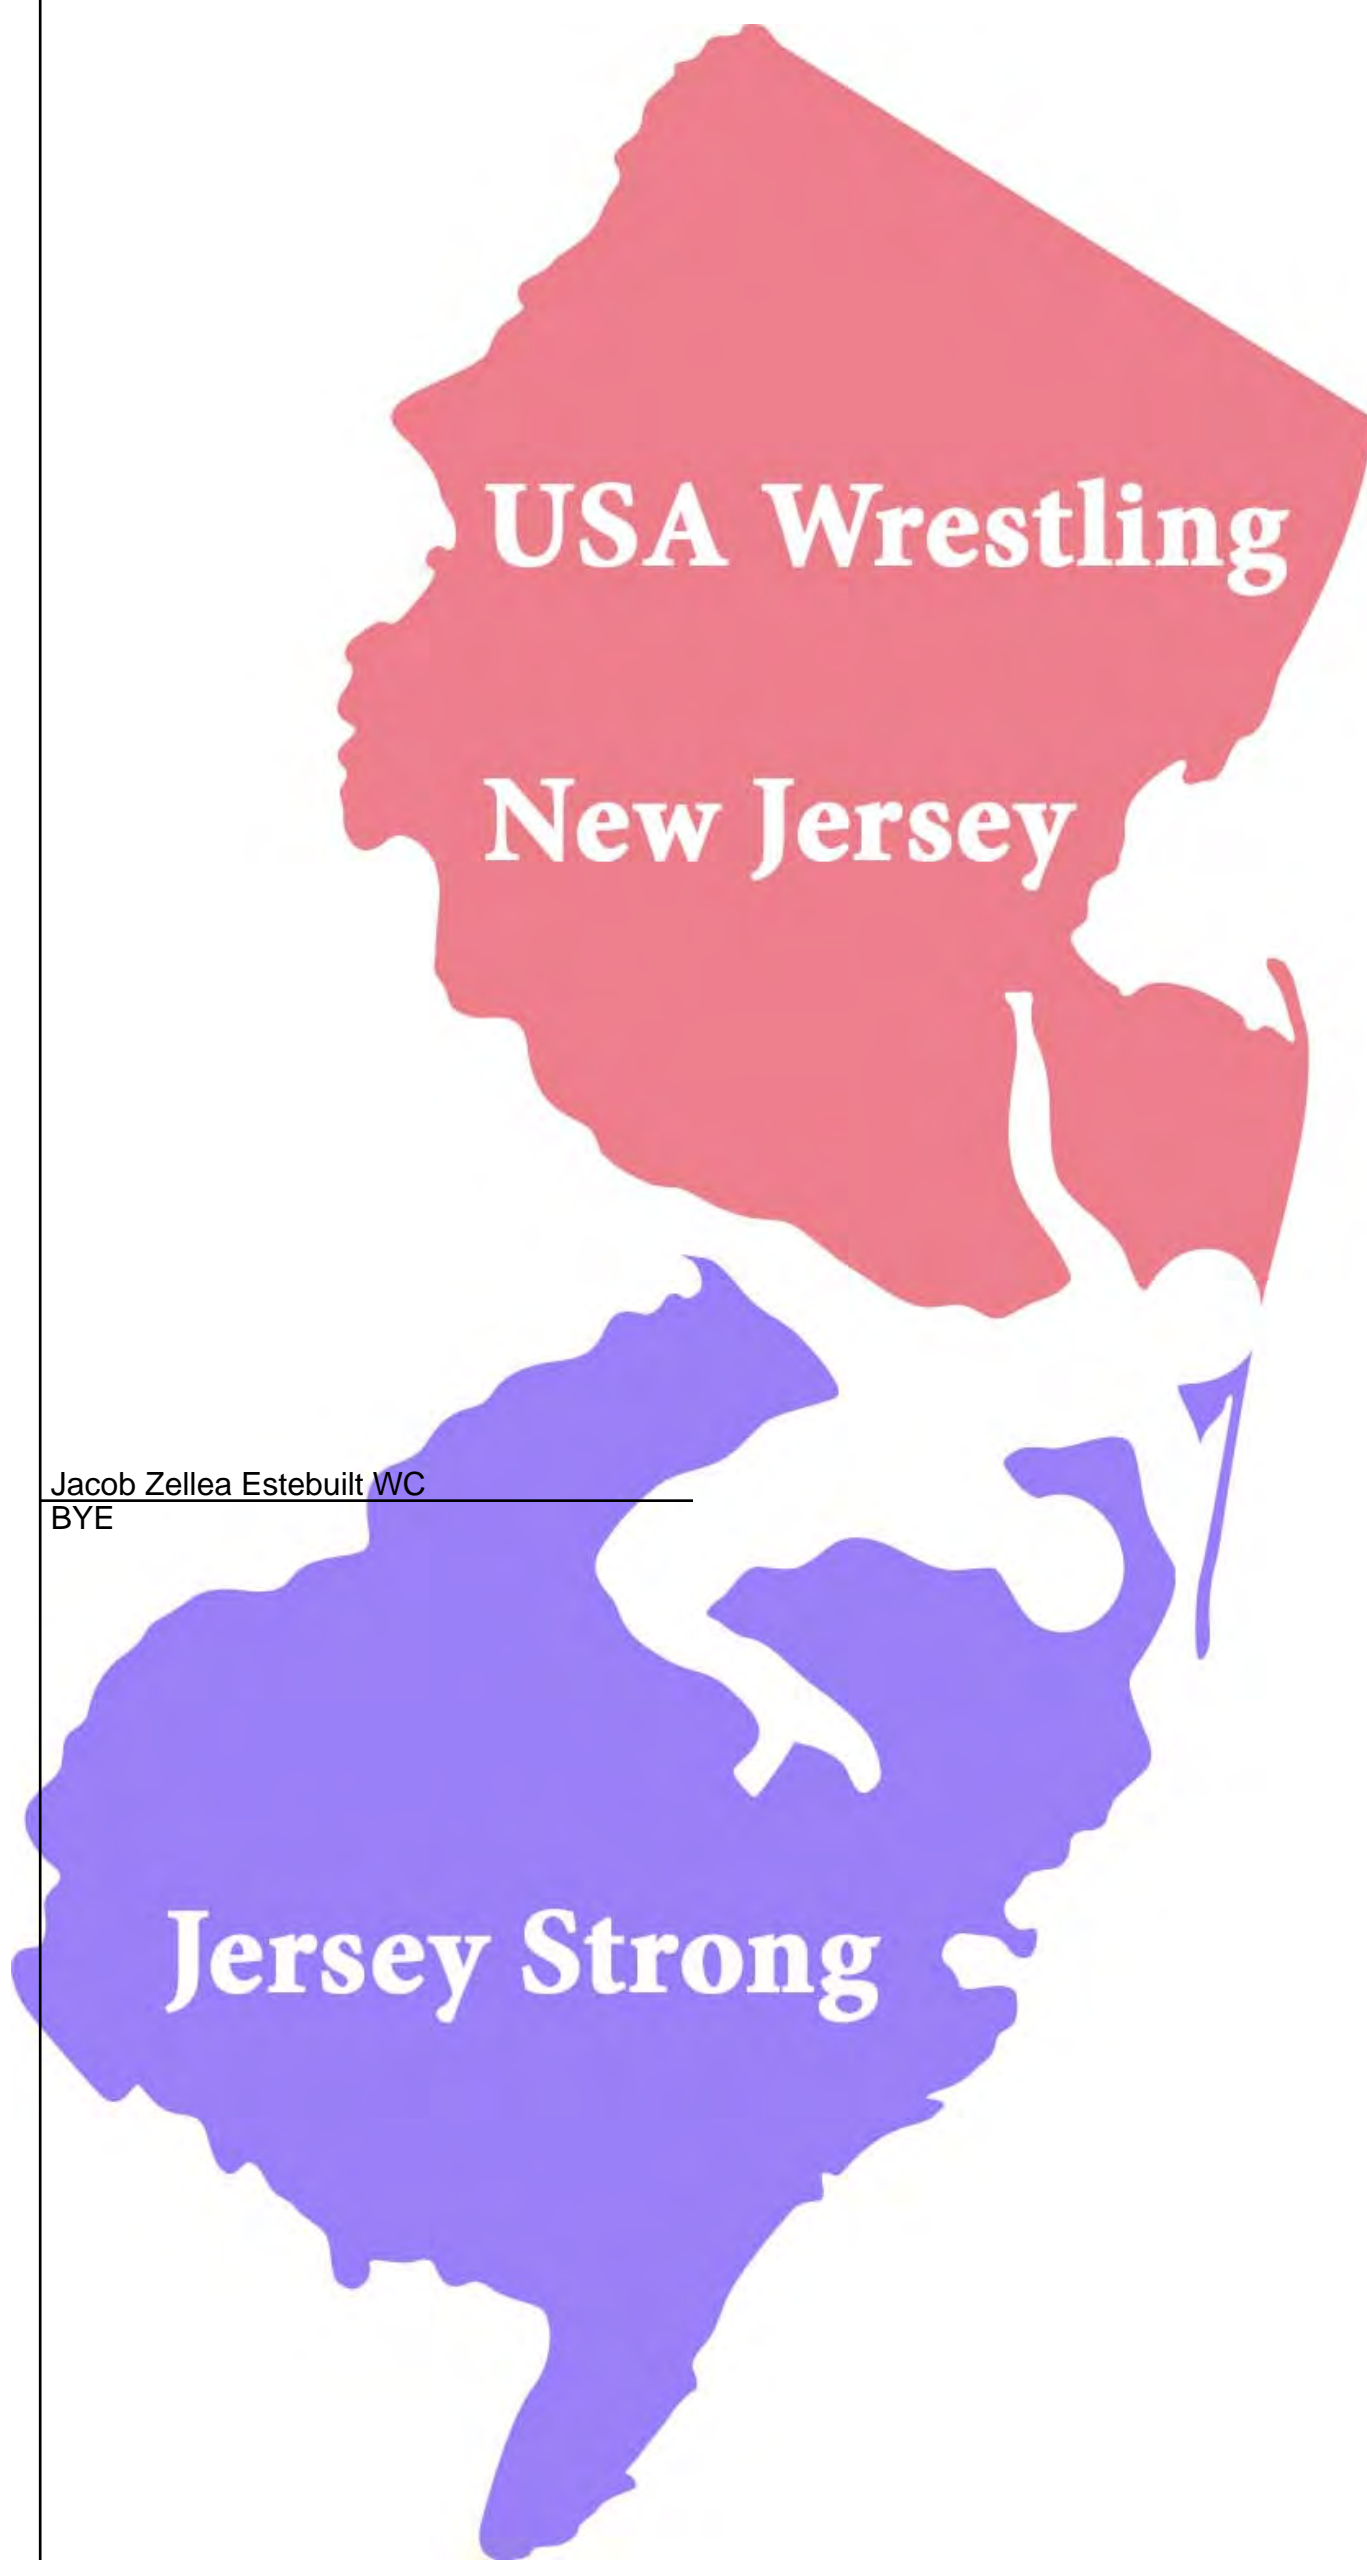 USA Wrestling
New Jersey
Jacob Zellea Estebuilt WC
BYE
Jersey Strong